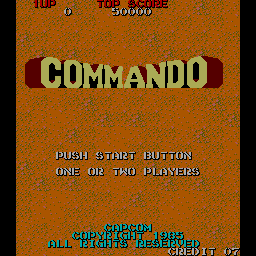 1UP TOP SCORE
0 50000
COMMANDO
PUSH START BUTTON
ONE OR TWO PLAYERS
CAPCOM
COPYRIGHT 1985
ALL RIGHTS RESERVED
CREDIT 07